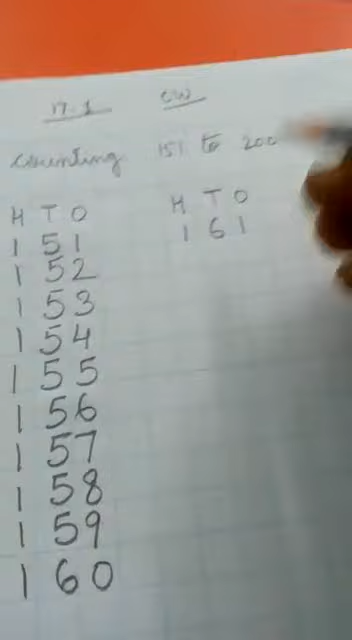 17.1 CW
Counting 151 to 200
H T O
1 5 1
1 5 2
1 5 3
1 5 4
1 5 5
1 5 6
1 5 7
1 5 8
1 5 9
1 6 0
H T O
1 6 1